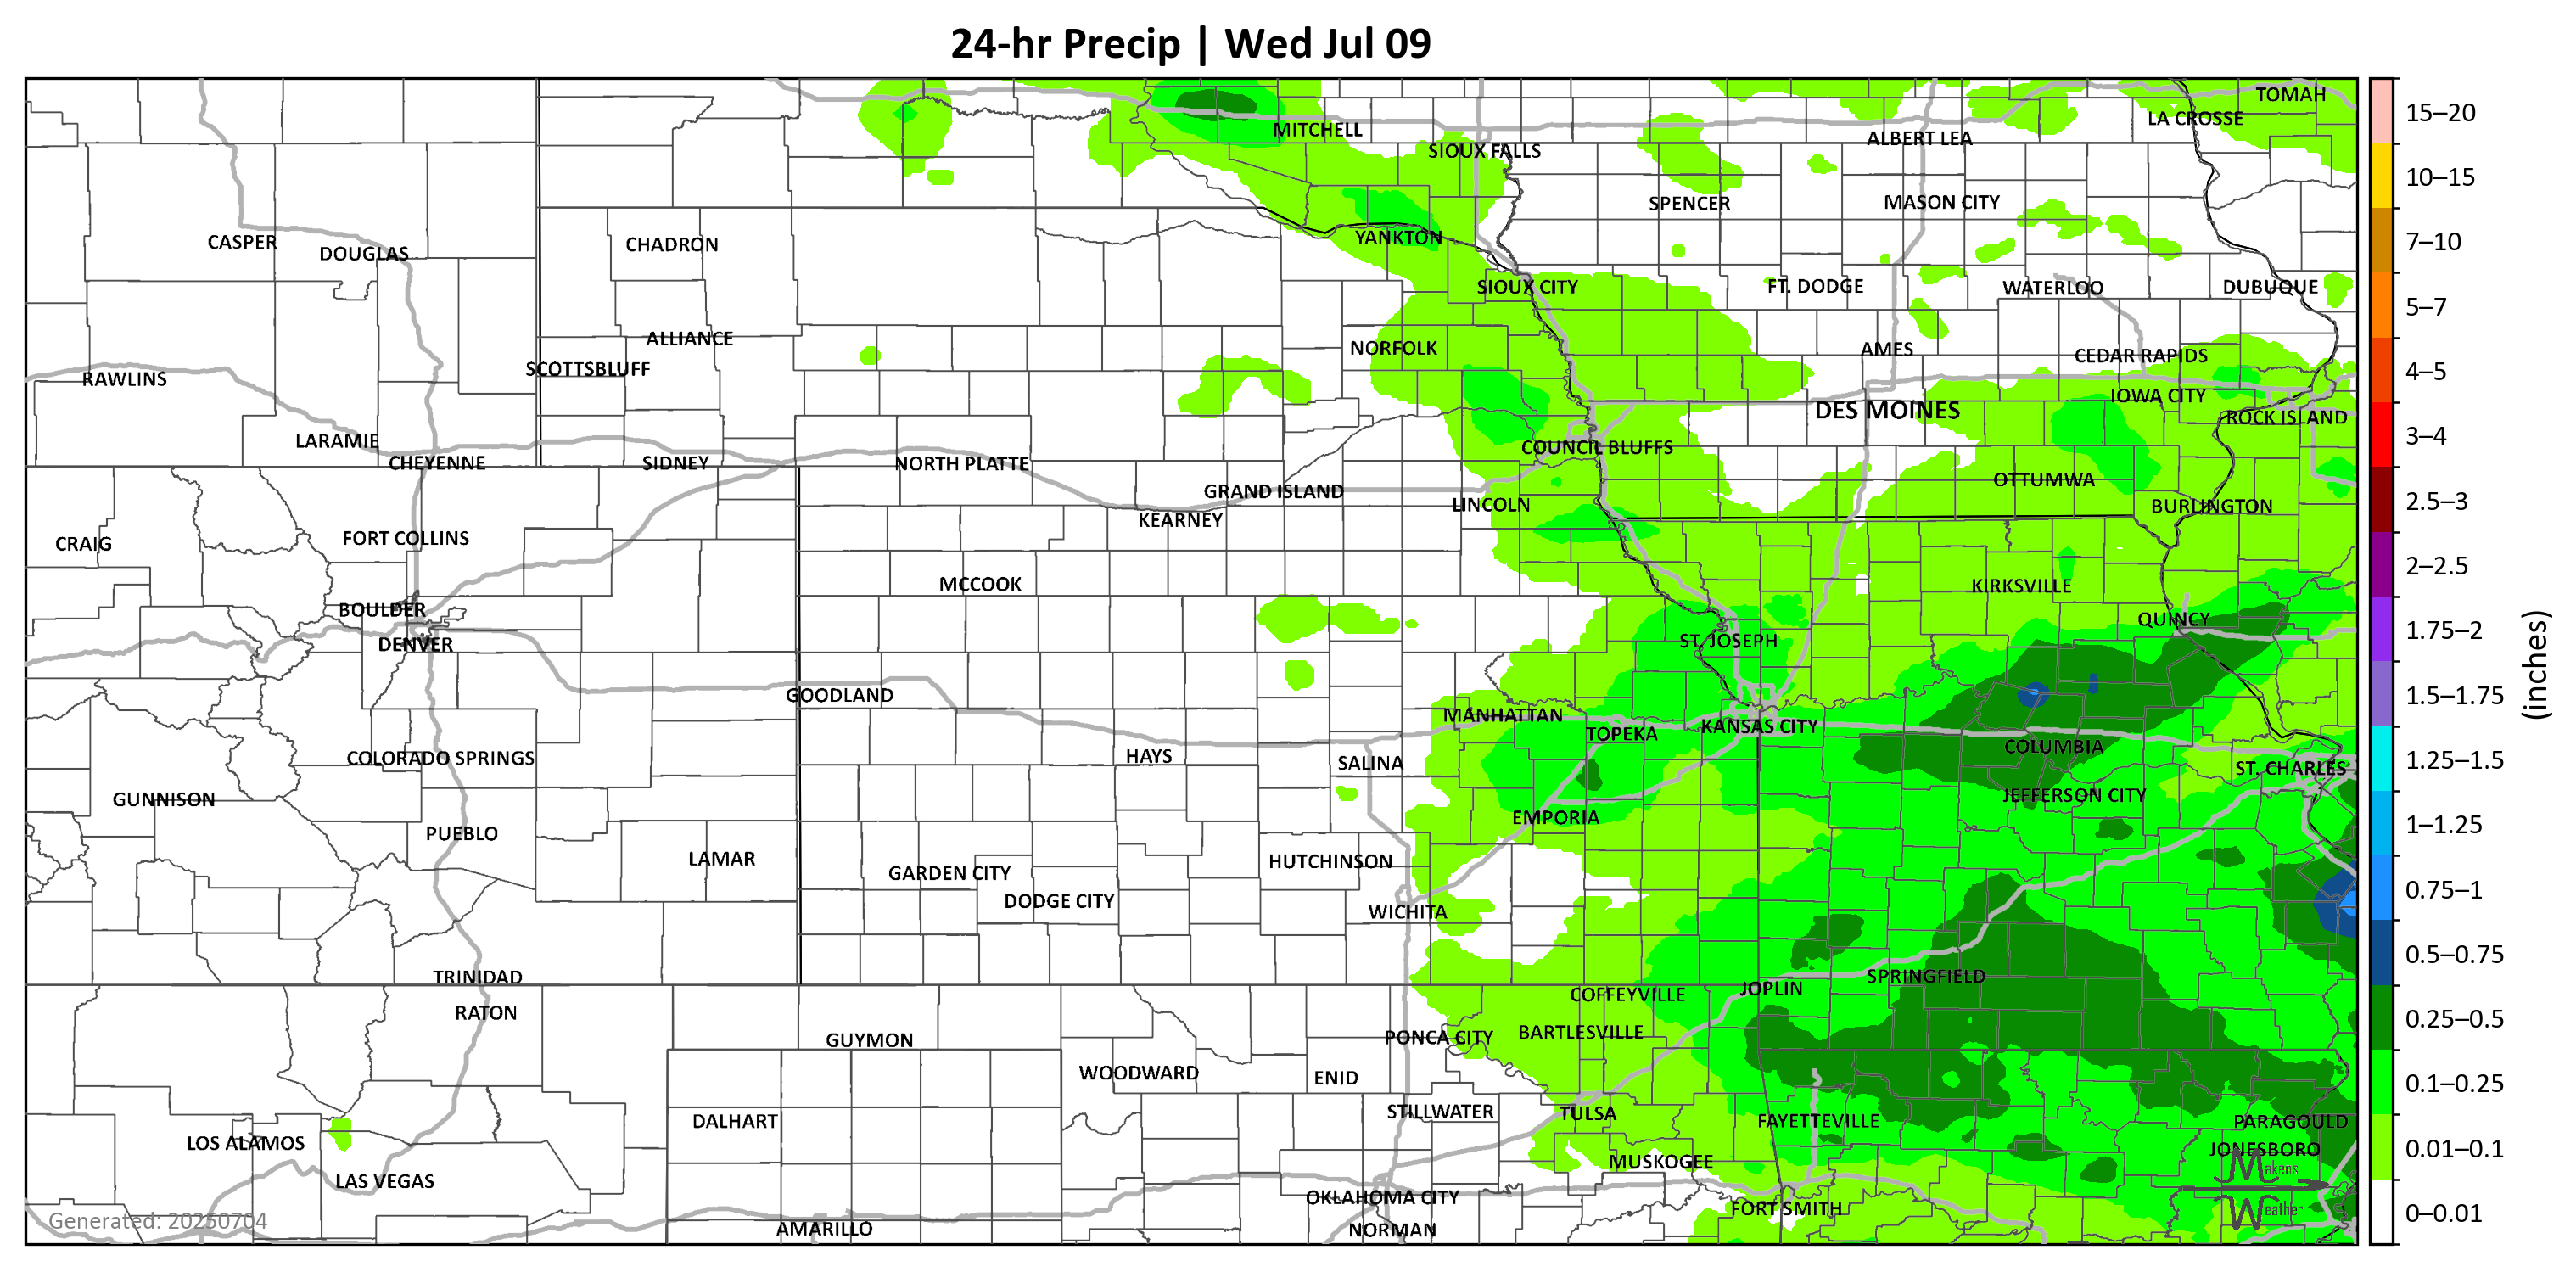 24-hr Precip | Wed Jul 09
TOMAH
LA CROSSE
MITCHELL
ALBERT LEA
SIOUX FALLS
SPENCER
MASON CITY
YANKTON
CASPER
CHADRON
DOUGLAS
SIOUX CITY
FT. DODGE
WATERLOO
DUBUQUE
ALLIANCE
NORFOLK
AMES
CEDAR RAPIDS
SCOTTSBLUFF
RAWLINS
IOWA CITY
DES MOINES
ROCK ISLAND
LARAMIE
COUNCIL BLUFFS
CHEYENNE
SIDNEY
NORTH PLATTE
OTTUMWA
GRAND ISLAND
LINCOLN
BURLINGTON
KEARNEY
FORT COLLINS
CRAIG
MCCOOK
KIRKSVILLE
BOULDER
QUINCY
ST. JOSEPH
DENVER
GOODLAND
MANHATTAN
KANSAS CITY
TOPEKA
COLUMBIA
HAYS
COLORADO SPRINGS
SALINA
ST. CHARLES
JEFFERSON CITY
GUNNISON
EMPORIA
PUEBLO
LAMAR
HUTCHINSON
GARDEN CITY
DODGE CITY
WICHITA
TRINIDAD
SPRINGFIELD
JOPLIN
COFFEYVILLE
RATON
BARTLESVILLE
PONCA CITY
GUYMON
WOODWARD
ENID
STILLWATER
TULSA
DALHART
FAYETTEVILLE
PARAGOULD
LOS ALAMOS
JONESBORO
MUSKOGEE
Makens
LAS VEGAS
OKLAHOMA CITY
FORT SMITH
Weather
Generated: 20250704
AMARILLO
NORMAN
15–20
10–15
7–10
5–7
4–5
3–4
2.5–3
2–2.5
1.75–2
1.5–1.75
1.25–1.5
1–1.25
0.75–1
0.5–0.75
0.25–0.5
0.1–0.25
0.01–0.1
0–0.01
(inches)